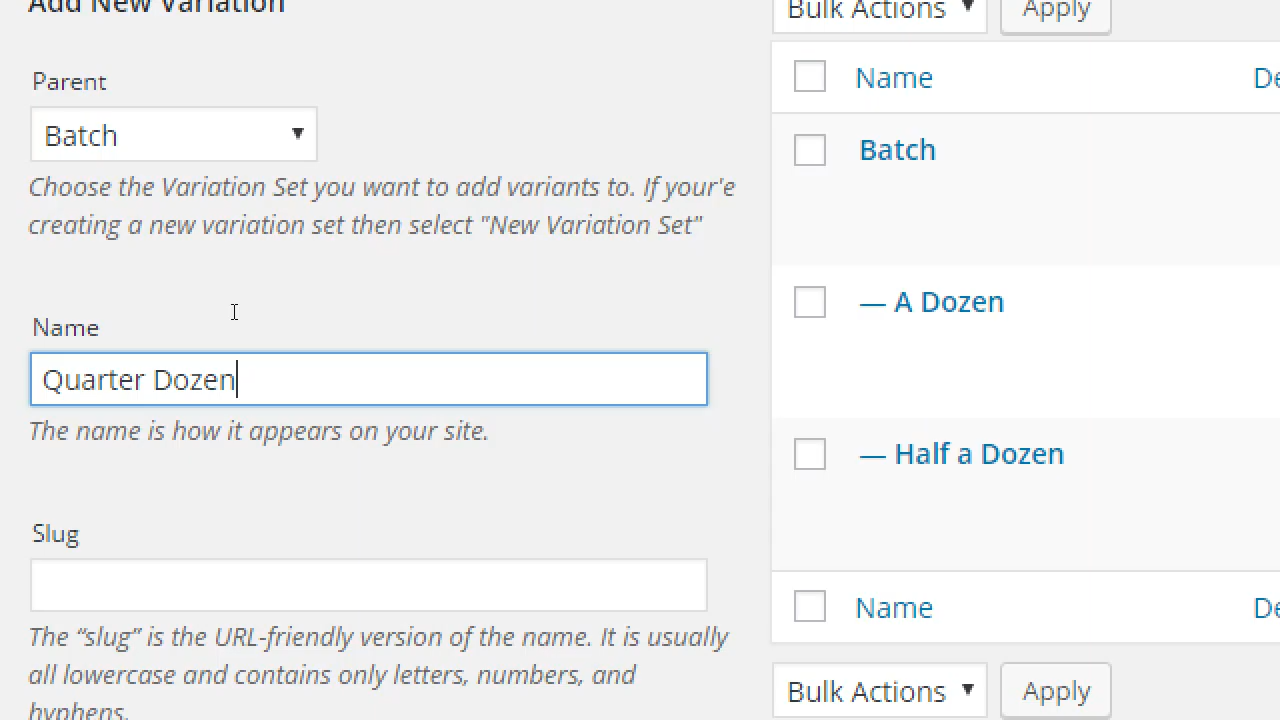 Add New Variation
Parent
Batch
Choose the Variation Set you want to add variants to. If your'e
creating a new variation set then select "New Variation Set"
Name
Quarter Dozen
The name is how it appears on your site.
Slug
The “slug” is the URL-friendly version of the name. It is usually
all lowercase and contains only letters, numbers, and
hyphens.
Bulk Actions Apply
Name De
Batch
— A Dozen
— Half a Dozen
Name De
Bulk Actions Apply